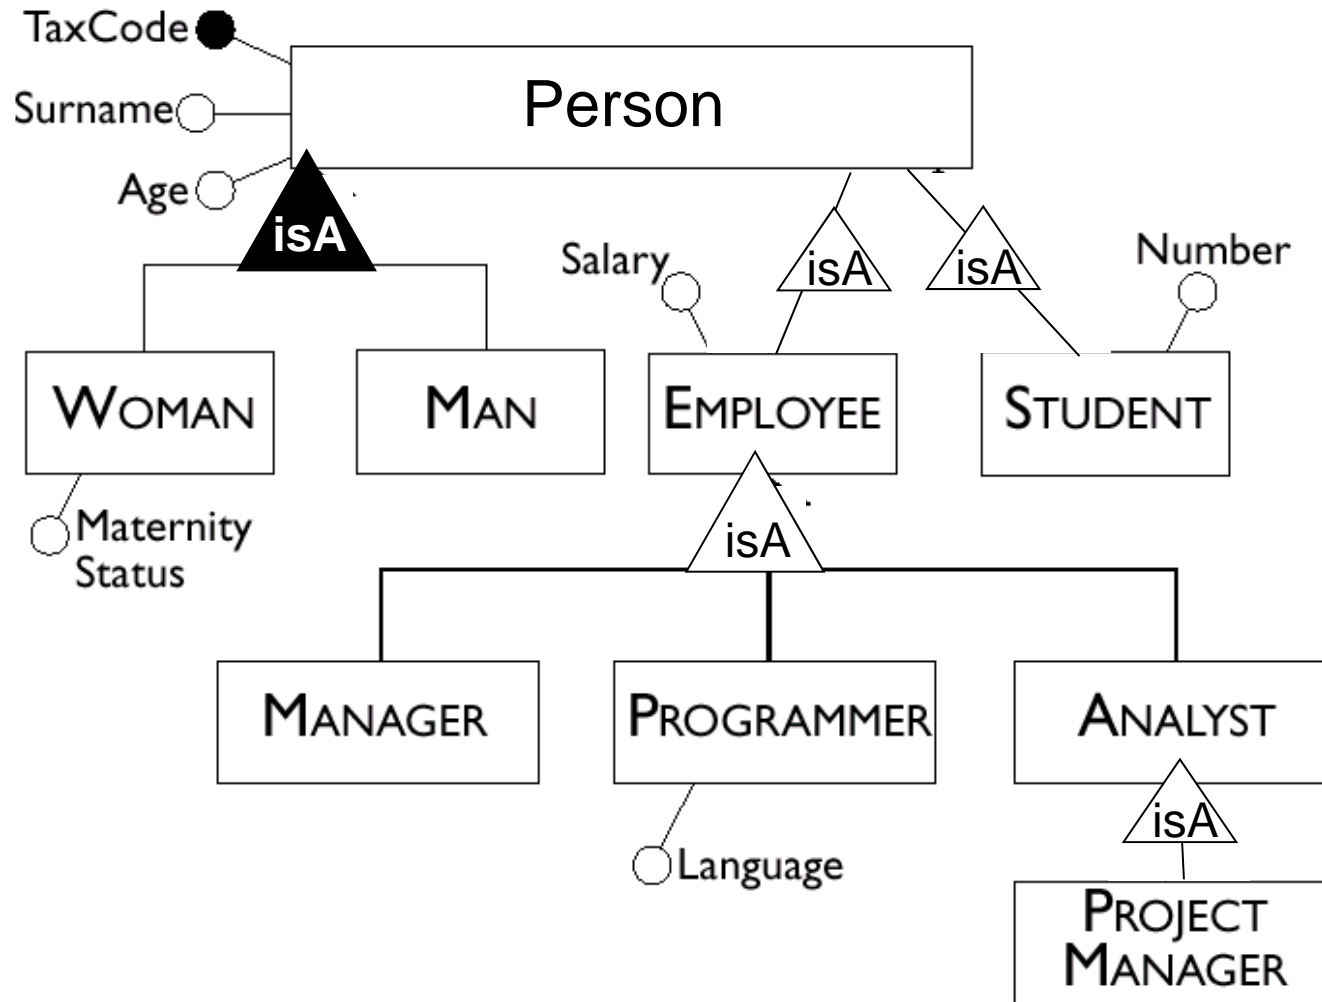 TaxCode
Person
Surname
Age
isA
isA
isA
Salary
Number
WOMAN
MAN
EMPLOYEE
STUDENT
Maternity
Status
isA
MANAGER
PROGRAMMER
ANALYST
isA
Language
PROJECT
MANAGER